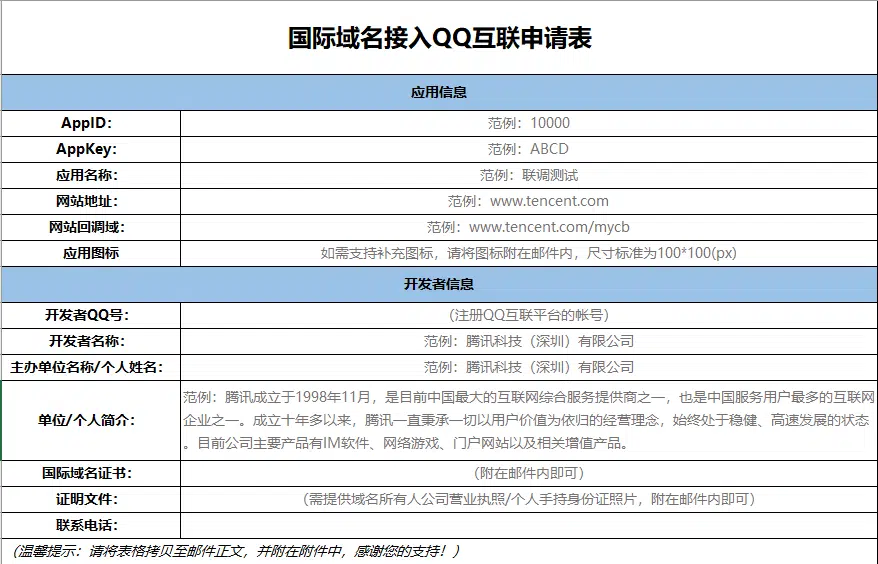 国际域名接入QQ互联申请表
应用信息
AppID： 范例：10000
AppKey： 范例：ABCD
应用名称： 范例：联调测试
网站地址： 范例：www.tencent.com
网站回调域： 范例：www.tencent.com/mycb
应用图标 如需支持补充图标，请将图标附在邮件内，尺寸标准为100*100(px)
开发者信息
开发者QQ号： （注册QQ互联平台的帐号）
开发者名称： 范例：腾讯科技（深圳）有限公司
主办单位名称/个人姓名： 范例：腾讯科技（深圳）有限公司
单位/个人简介：
范例：腾讯成立于1998年11月，是目前中国最大的互联网综合服务提供商之一，也是中国服务用户最多的互联网
企业之一。成立十年多以来，腾讯一直秉承一切以用户价值为依归的经营理念，始终处于稳健、高速发展的状态
。目前公司主要产品有IM软件、网络游戏、门户网站以及相关增值产品。
国际域名证书： （附在邮件内即可）
证明文件： （需提供域名所有人公司营业执照/个人手持身份证照片，附在邮件内即可）
联系电话：
（温馨提示：请将表格拷贝至邮件正文，并附在附件中，感谢您的支持！）